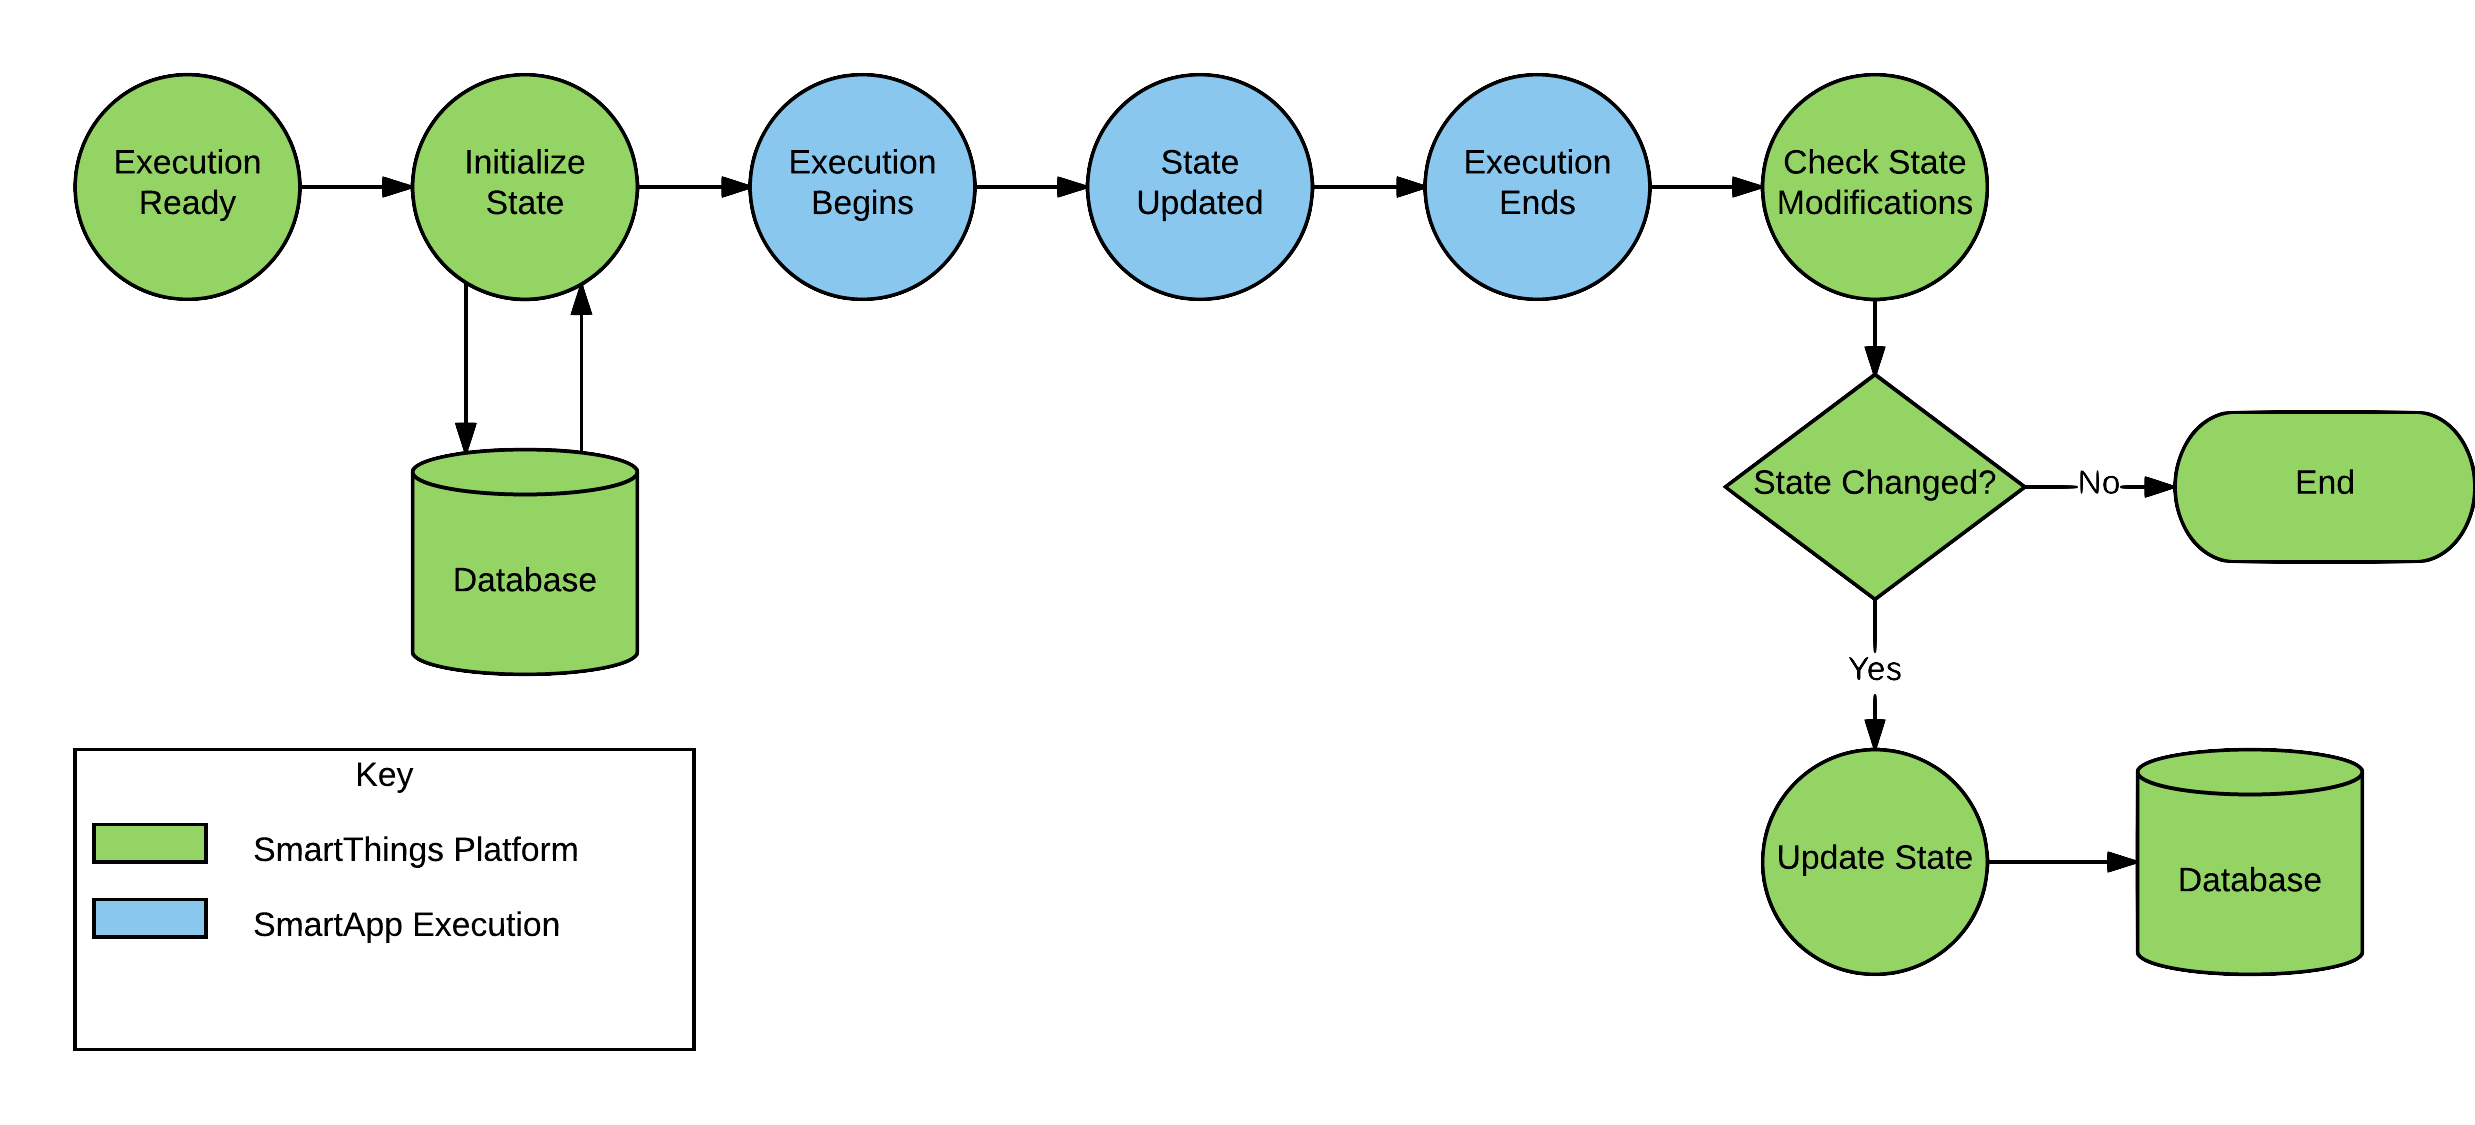 Execution
Ready
Initialize
State
Execution
Begins
State
Updated
Execution
Ends
Check State
Modifications
State Changed?
No
End
Database
Yes
Key
SmartThings Platform
SmartApp Execution
Update State
Database